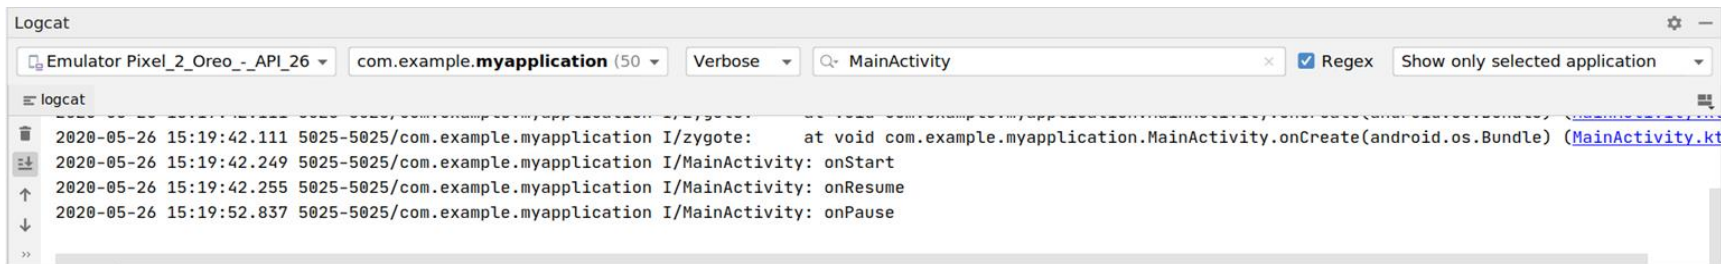 Logcat
Emulator Pixel_2_Oreo_-_API_26 com.example.myapplication (50 Verbose MainActivity Regex Show only selected application
logcat
2020-05-26 15:19:42.111 5025-5025/com.example.myapplication I/zygote: at void com.example.myapplication.MainActivity.onCreate(android.os.Bundle) (MainActivity.kt
2020-05-26 15:19:42.249 5025-5025/com.example.myapplication I/MainActivity: onStart
2020-05-26 15:19:42.255 5025-5025/com.example.myapplication I/MainActivity: onResume
2020-05-26 15:19:52.837 5025-5025/com.example.myapplication I/MainActivity: onPause